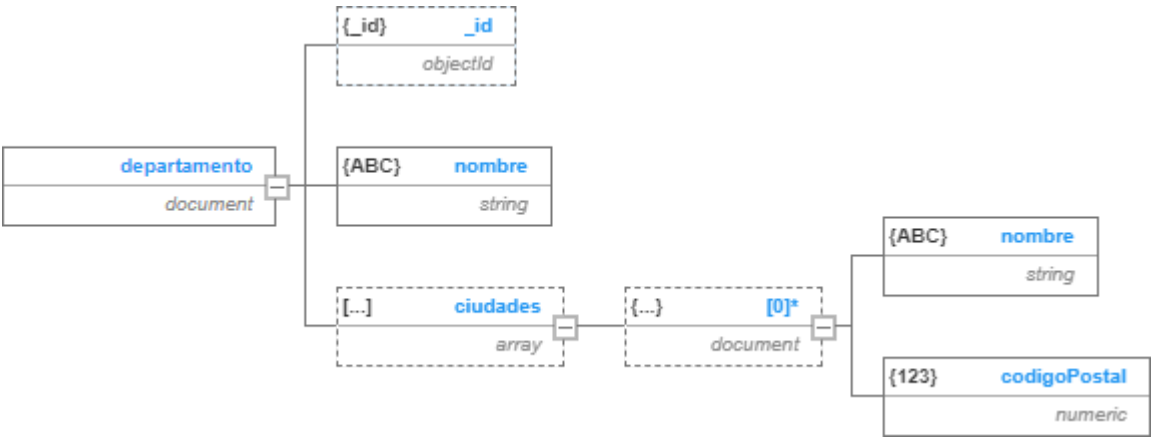 {_id} _id
objectId
departamento
document
{ABC} nombre
string
[...] ciudades
array
{...} [0]*
document
{ABC} nombre
string
{123} codigoPostal
numeric